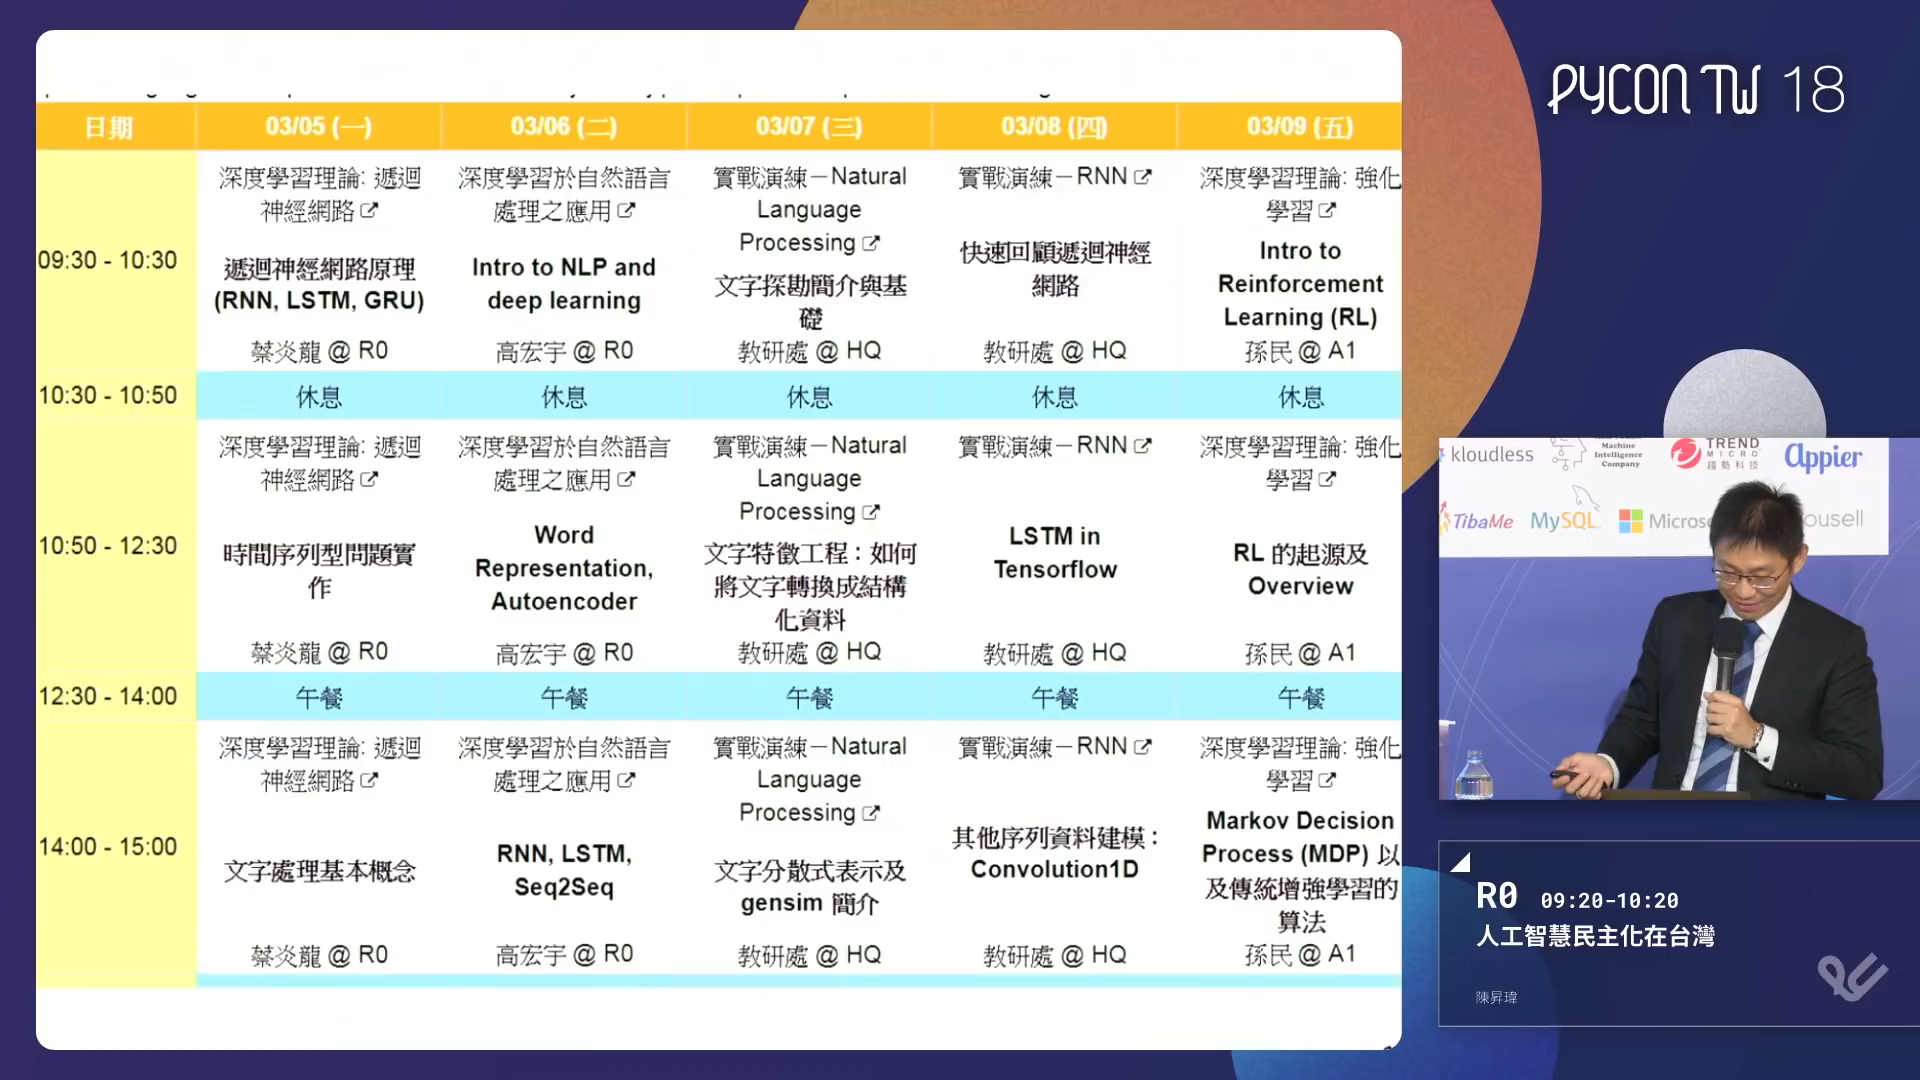 日期
03/05 (一)
03/06 (二)
03/07 (三)
03/08 (四)
03/09 (五)
09:30 - 10:30
深度學習理論: 遞迴
神經網路
遞迴神經網路原理
(RNN, LSTM, GRU)
蔡炎龍 @ R0
深度學習於自然語言
處理之應用
Intro to NLP and
deep learning
高宏宇 @ R0
實戰演練－Natural
Language
Processing
文字探勘簡介與基
礎
教研處 @ HQ
實戰演練－RNN
快速回顧遞迴神經
網路
教研處 @ HQ
深度學習理論: 強化
學習
Intro to
Reinforcement
Learning (RL)
孫民 @ A1
10:30 - 10:50
休息
休息
休息
休息
休息
10:50 - 12:30
深度學習理論: 遞迴
神經網路
時間序列型問題實
作
蔡炎龍 @ R0
深度學習於自然語言
處理之應用
Word
Representation,
Autoencoder
高宏宇 @ R0
實戰演練－Natural
Language
Processing
文字特徵工程：如何
將文字轉換成結構
化資料
教研處 @ HQ
實戰演練－RNN
LSTM in
Tensorflow
教研處 @ HQ
深度學習理論: 強化
學習
RL 的起源及
Overview
孫民 @ A1
12:30 - 14:00
午餐
午餐
午餐
午餐
午餐
14:00 - 15:00
深度學習理論: 遞迴
神經網路
文字處理基本概念
蔡炎龍 @ R0
深度學習於自然語言
處理之應用
RNN, LSTM,
Seq2Seq
高宏宇 @ R0
實戰演練－Natural
Language
Processing
文字分散式表示及
gensim 簡介
教研處 @ HQ
實戰演練－RNN
其他序列資料建模：
Convolution1D
教研處 @ HQ
深度學習理論: 強化
學習
Markov Decision
Process (MDP) 以
及傳統增強學習的
算法
孫民 @ A1
PYCON TW 18
kloudless
Machine
Intelligence
Company
TREND
MICRO
趨勢科技
Appier
TibaMe
MySQL
R0 09:20-10:20
人工智慧民主化在台灣
陳昇瑋